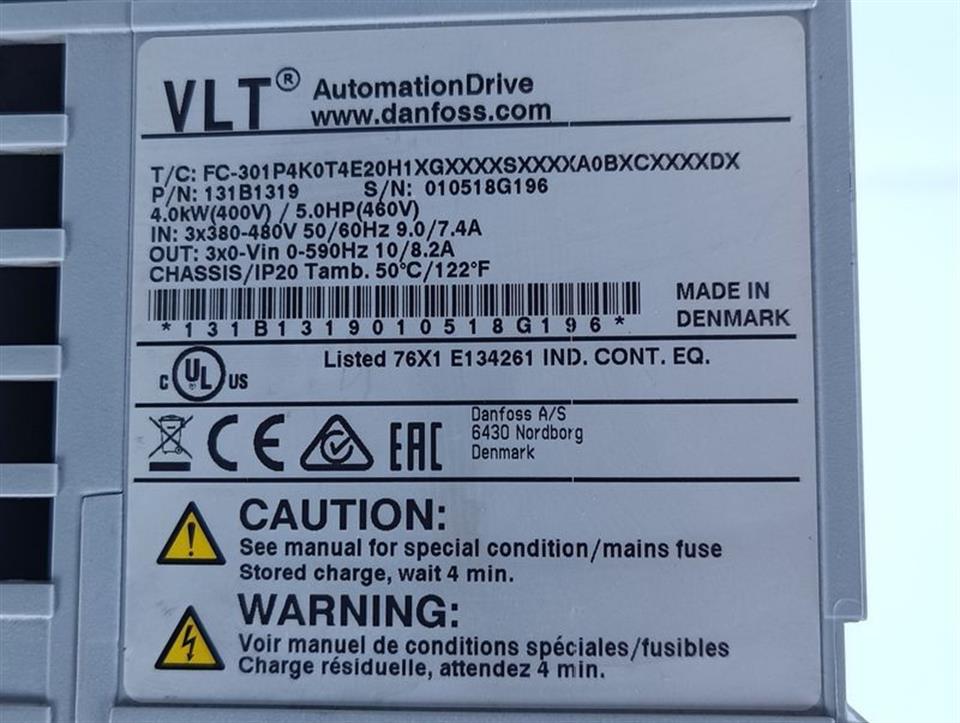 VLT® AutomationDrive
www.danfoss.com
T/C: FC-301P4K0T4E20H1XGXXXXSXXXXA0BXCXXXXDX
P/N: 131B1319 S/N: 010518G196
4.0kW(400V) / 5.0HP(460V)
IN: 3x380-480V 50/60Hz 9.0/7.4A
OUT: 3x0-Vin 0-590Hz 10/8.2A
CHASSIS/IP20 Tamb. 50°C/122°F
*131B1319010518G196*
MADE IN
DENMARK
C UL US
Listed 76X1 E134261 IND. CONT. EQ.
CE EAC
Danfoss A/S
6430 Nordborg
Denmark
CAUTION:
See manual for special condition/mains fuse
Stored charge, wait 4 min.
WARNING:
Voir manuel de conditions spéciales/fusibles
Charge résiduelle, attendez 4 min.